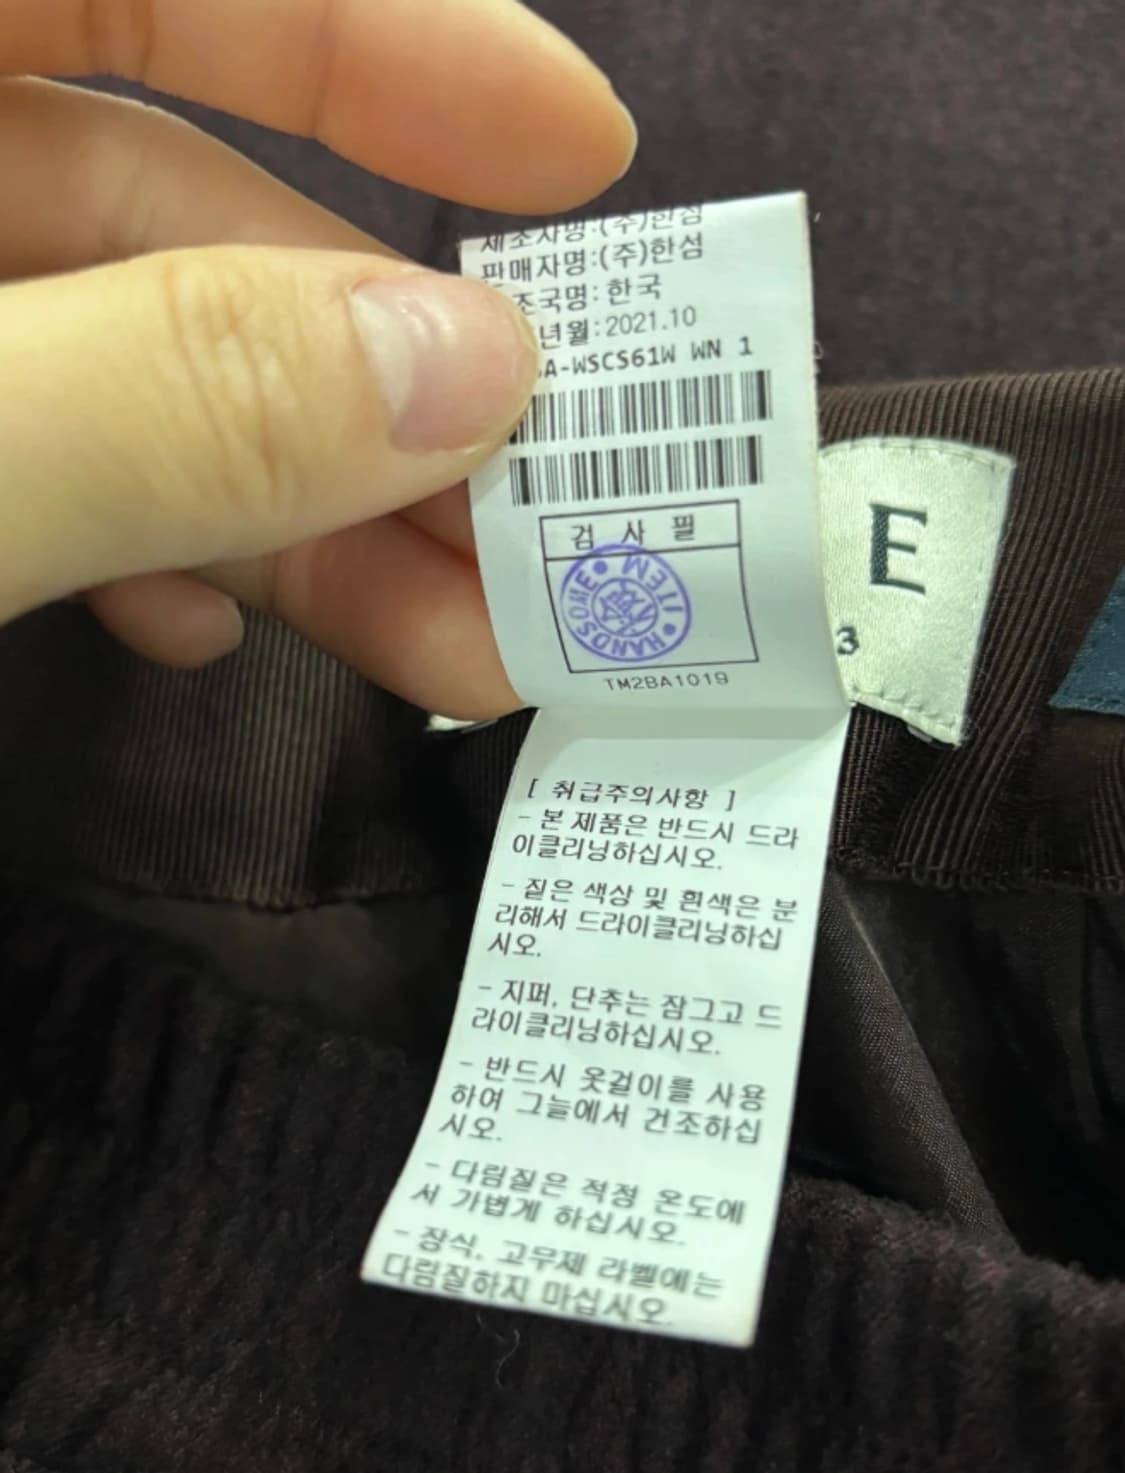 제조자명:(주)한섬
판매자명:(주)한섬
조국명: 한국
년월:2021.10
A-WSCS61W WN 1
검 사 필
HANDSOME ITEM
TM2BA1019
E
3
[ 취급주의사항 ]
- 본 제품은 반드시 드라
이클리닝하십시오.
- 짙은 색상 및 흰색은 분
리해서 드라이클리닝하십
시오.
- 지퍼, 단추는 잠그고 드
라이클리닝하십시오.
- 반드시 옷걸이를 사용
하여 그늘에서 건조하십
시오.
- 다림질은 적정 온도에
서 가볍게 하십시오.
- 장식, 고무제 라벨에는
다림질하지 마십시오.